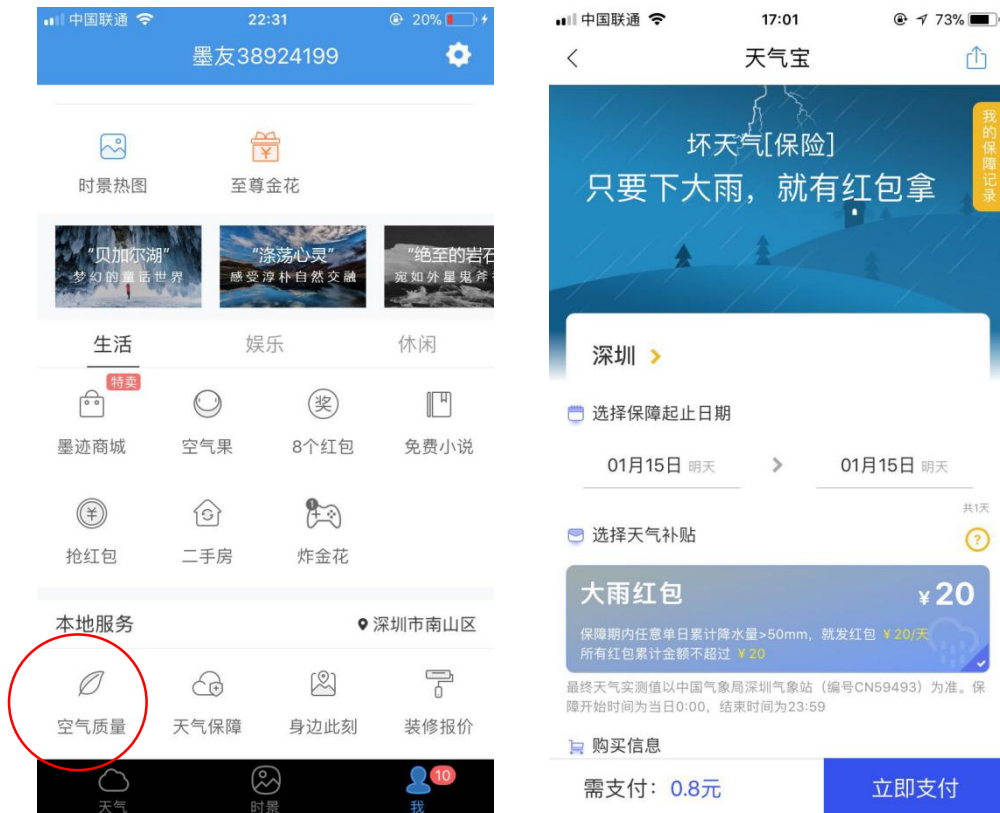 中国联通 22:31 20%
墨友38924199
时景热图 至尊金花
"贝加尔湖" "涤荡心灵" "绝至的岩石
梦幻的童话世界 感受淳朴自然交融 宛如外星鬼斧
生活 娱乐 休闲
特卖
墨迹商城 空气果 8个红包 免费小说
奖
¥ 1
抢红包 二手房 炸金花
本地服务 深圳市南山区
空气质量 天气保障 身边此刻 装修报价
10
天气 时景 我
中国联通 17:01 73%
天气宝
我的保障记录
坏天气[保险]
只要下大雨，就有红包拿
深圳
选择保障起止日期
01月15日 明天 > 01月15日 明天
共1天
选择天气补贴 ?
大雨红包 ¥20
保障期内任意单日累计降水量>50mm，就发红包 ¥20/天
所有红包累计金额不超过 ¥20
最终天气实测值以中国气象局深圳气象站（编号CN59493）为准。保
障开始时间为当日0:00，结束时间为23:59
购买信息
需支付：0.8元 立即支付